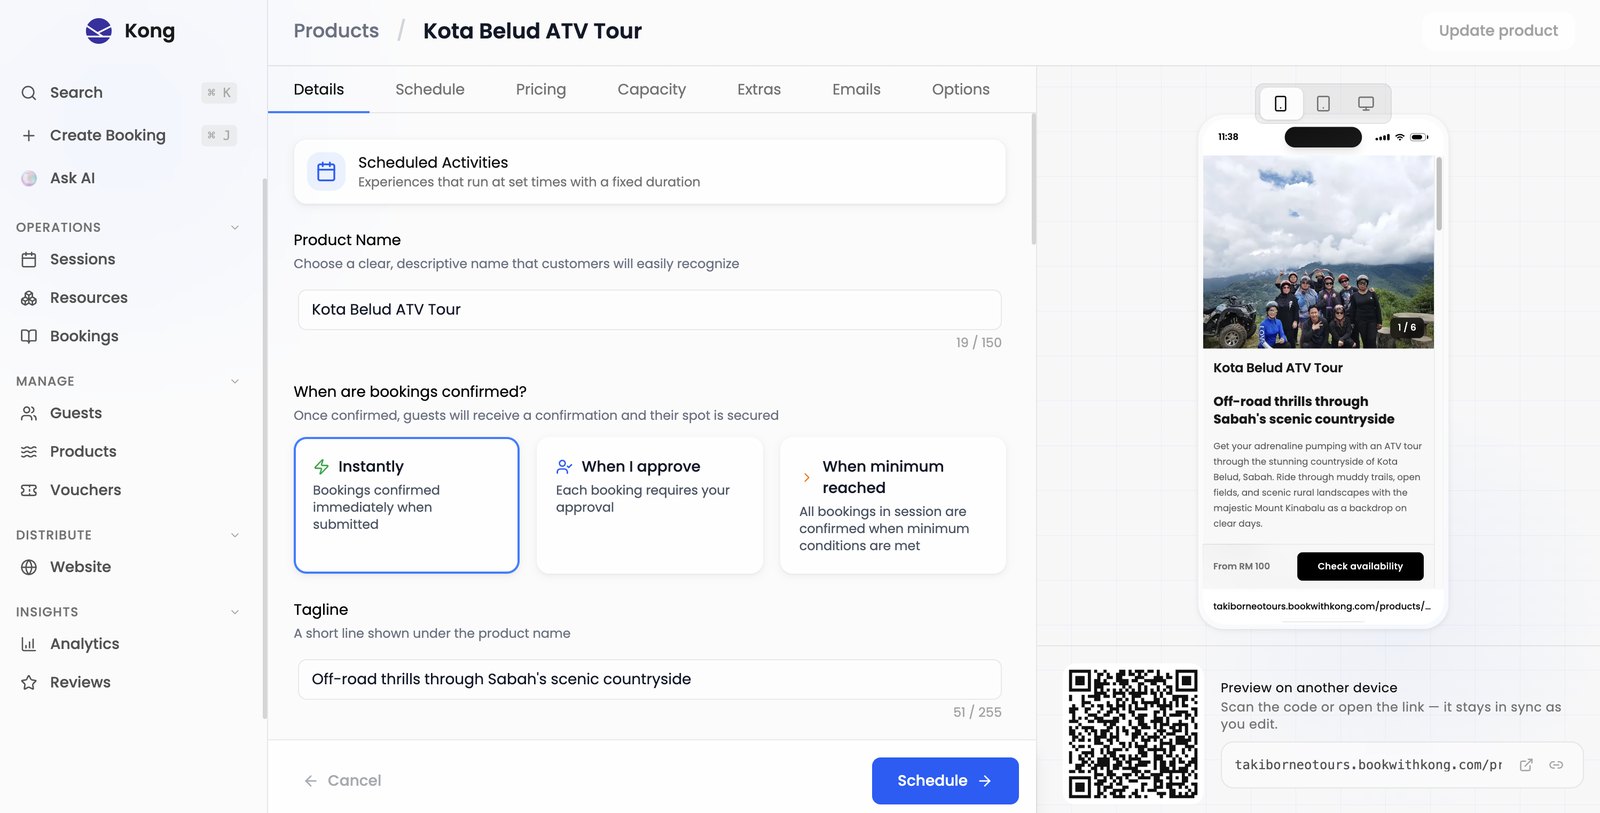 Kong
Search
⌘ K
Create Booking
⌘ J
Ask AI
OPERATIONS
Sessions
Resources
Bookings
MANAGE
Guests
Products
Vouchers
DISTRIBUTE
Website
INSIGHTS
Analytics
Reviews
Products / Kota Belud ATV Tour
Update product
Details
Schedule
Pricing
Capacity
Extras
Emails
Options
Scheduled Activities
Experiences that run at set times with a fixed duration
Product Name
Choose a clear, descriptive name that customers will easily recognize
Kota Belud ATV Tour
19 / 150
When are bookings confirmed?
Once confirmed, guests will receive a confirmation and their spot is secured
Instantly
Bookings confirmed
immediately when
submitted
When I approve
Each booking requires your
approval
When minimum
reached
All bookings in session are
confirmed when minimum
conditions are met
Tagline
A short line shown under the product name
Off-road thrills through Sabah's scenic countryside
51 / 255
Cancel
Schedule
11:38
1 / 6
Kota Belud ATV Tour
Off-road thrills through
Sabah's scenic countryside
Get your adrenaline pumping with an ATV tour
through the stunning countryside of Kota
Belud, Sabah. Ride through muddy trails, open
fields, and scenic rural landscapes with the
majestic Mount Kinabalu as a backdrop on
clear days.
From RM 100
Check availability
takiborneotours.bookwithkong.com/products/…
Preview on another device
Scan the code or open the link — it stays in sync as
you edit.
takiborneotours.bookwithkong.com/pr